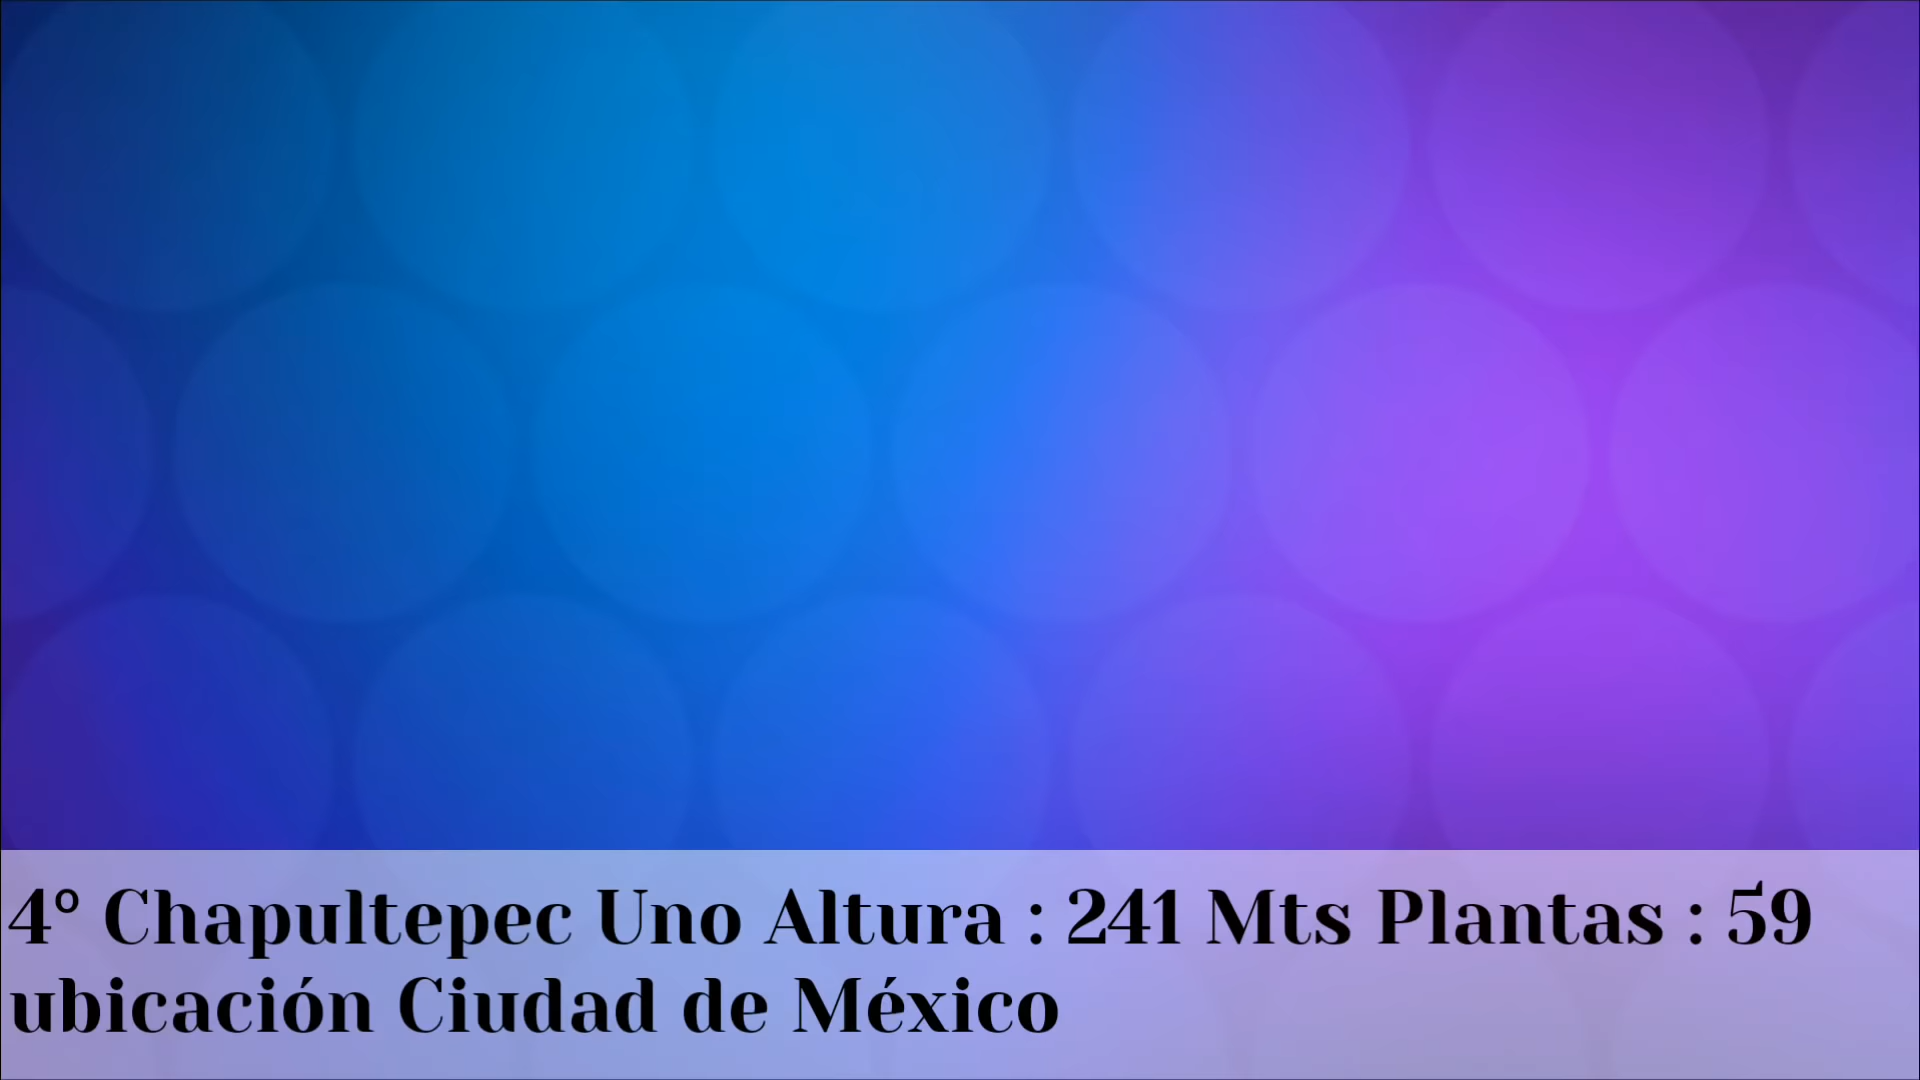 4° Chapultepec Uno Altura : 241 Mts Plantas : 59
ubicación Ciudad de México